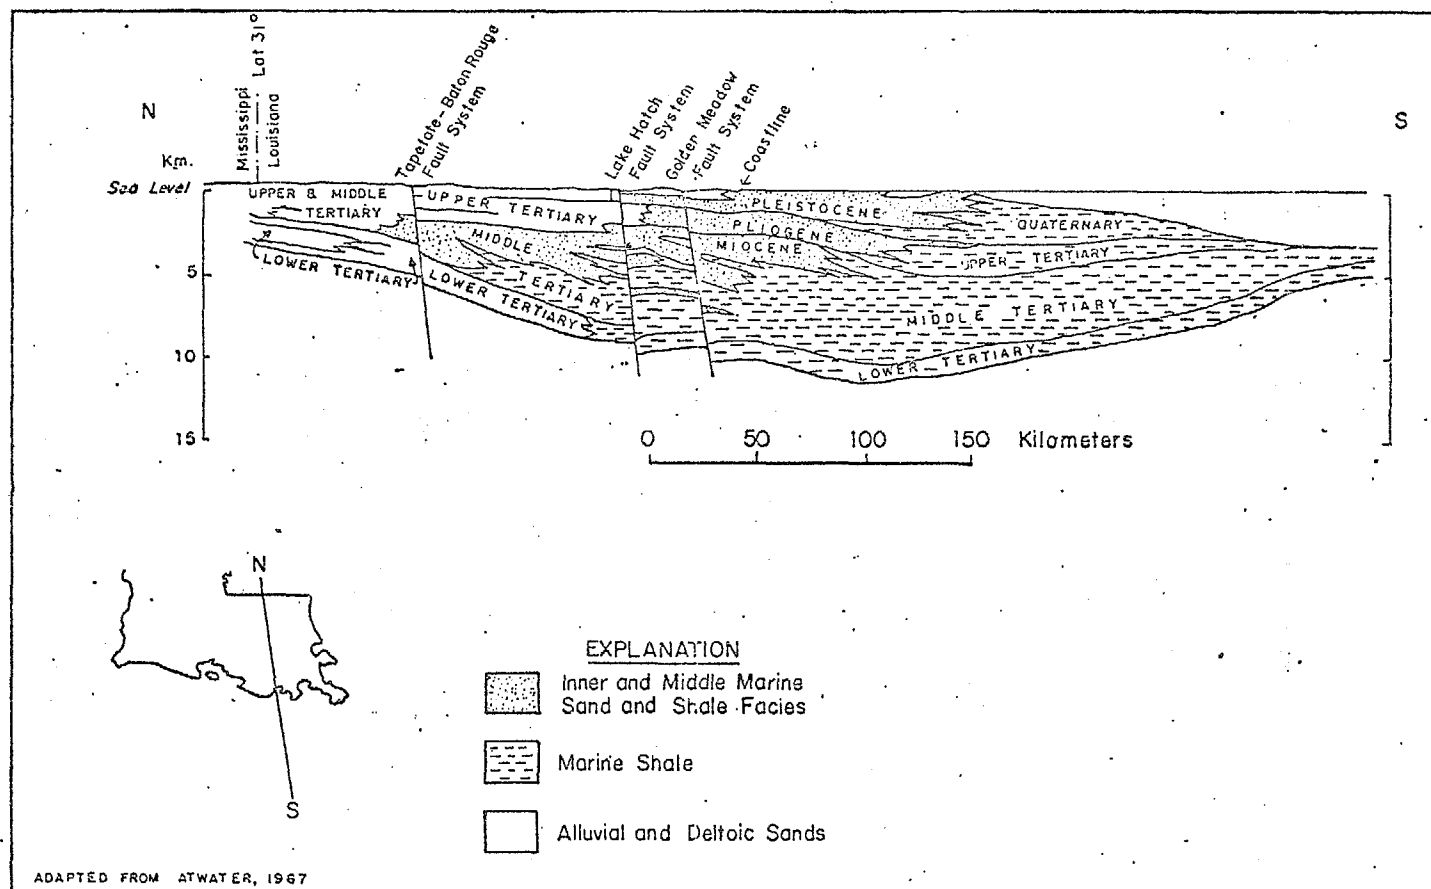 Mississippi
Louisiana
Lat 31°
Tapetate-Baton Rouge
Fault System
Lake Hatch
Fault System
Golden Meadow
Fault System
Coastline
N
S
Km.
Sea Level
5
10
15
UPPER & MIDDLE
TERTIARY
LOWER TERTIARY
UPPER TERTIARY
MIDDLE
TERTIARY
LOWER TERTIARY
PLEISTOCENE
PLIOGENE
MIOCENE
QUATERNARY
UPPER TERTIARY
MIDDLE TERTIARY
LOWER TERTIARY
0 50 100 150 Kilometers
N
S
EXPLANATION
Inner and Middle Marine
Sand and Shale Facies
Marine Shale
Alluvial and Deltoic Sands
ADAPTED FROM ATWATER, 1967